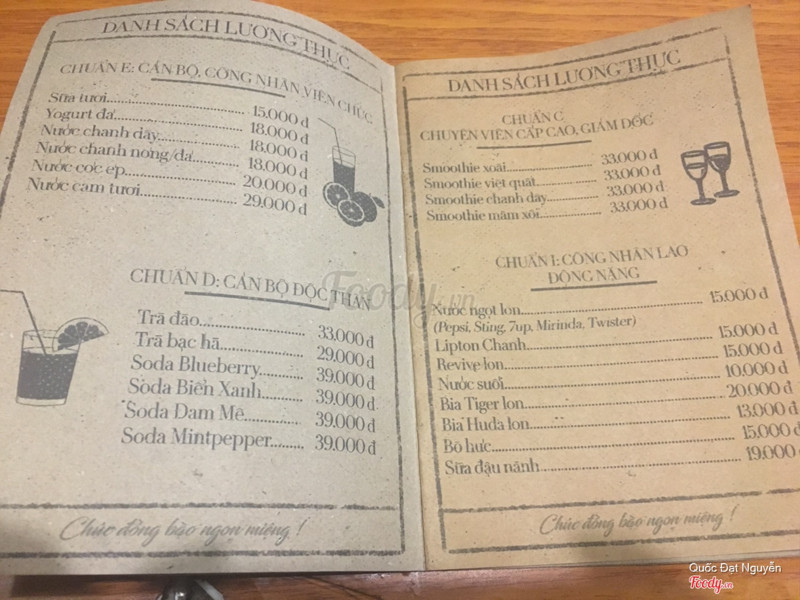 DANH SÁCH LƯƠNG THỰC
CHUẨN E: CÁN BỘ, CÔNG NHÂN VIÊN CHỨC
Sữa tươi.......... 15.000 đ
Yogurt đá.......... 18.000 đ
Nước chanh dây.......... 18.000 đ
Nước chanh nóng/đá.......... 18.000 đ
Nước cóc ép.......... 20.000 đ
Nước cam tươi.......... 29.000 đ
CHUẨN D: CÁN BỘ ĐỘC THÂN
Trà đào.......... 33.000 đ
Trà bạc hà.......... 29.000 đ
Soda Blueberry.......... 39.000 đ
Soda Biển Xanh.......... 39.000 đ
Soda Dam Mê.......... 39.000 đ
Soda Mintpepper.......... 39.000 đ
Chúc đồng bào ngon miệng !
DANH SÁCH LƯƠNG THỰC
CHUẨN C
CHUYÊN VIÊN CẤP CAO, GIÁM ĐỐC
Smoothie xoài.......... 33.000 đ
Smoothie việt quất.......... 33.000 đ
Smoothie chanh dây.......... 33.000 đ
Smoothie mâm xôi.......... 33.000 đ
CHUẨN I: CÔNG NHÂN LAO
ĐỘNG NẶNG
Nước ngọt lon.......... 15.000 đ
(Pepsi, Sting, 7up, Mirinda, Twister)
Lipton Chanh.......... 15.000 đ
Revive lon.......... 15.000 đ
Nước suối.......... 10.000 đ
Bia Tiger lon.......... 20.000 đ
Bia Huda lon.......... 13.000 đ
Bò húc.......... 15.000 đ
Sữa đậu nành.......... 19.000
Chúc đồng bào ngon miệng !
Foody.vn
Quốc Đạt Nguyễn
Foody.vn